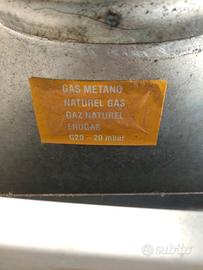 GAS METANO
NATUREL GAS
GAZ NATUREL
ERDGAS
G20 - 20 mbar
subito